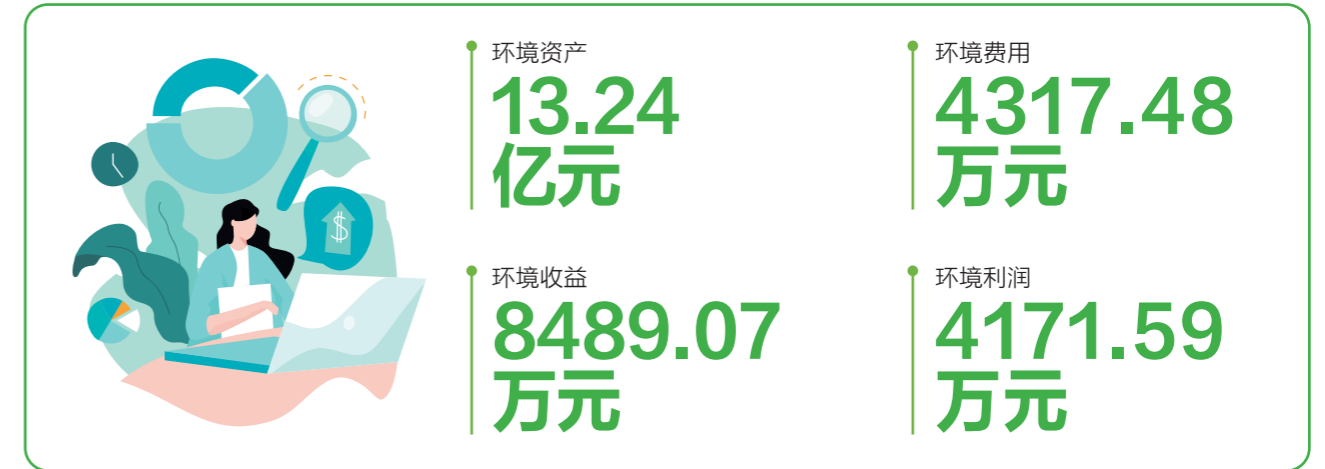 环境资产
13.24
亿元
环境费用
4317.48
万元
环境收益
8489.07
万元
环境利润
4171.59
万元